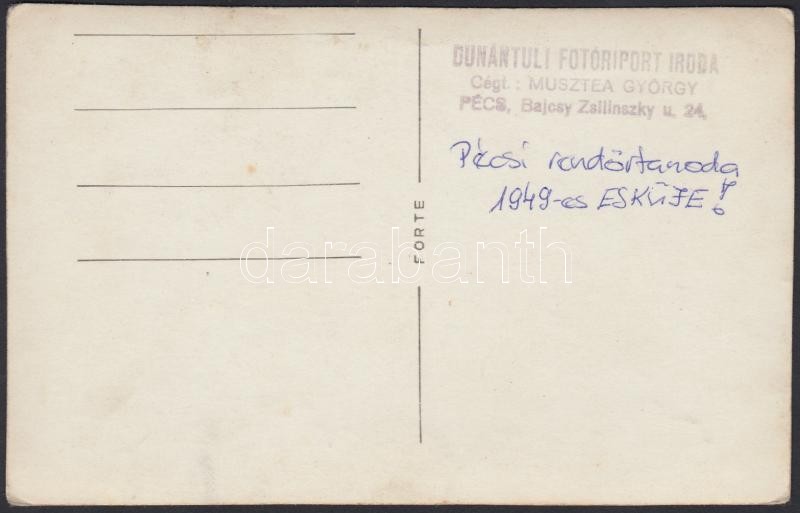 DUNÁNTULI FOTÓRIPORT IRODA
Cégt.: MUSZTEA GYÖRGY
PÉCS, Bajcsy Zsilinszky u. 24.
Pécsi rendőrtanoda
1949-es ESKÜJE!
FORTE
darabanth